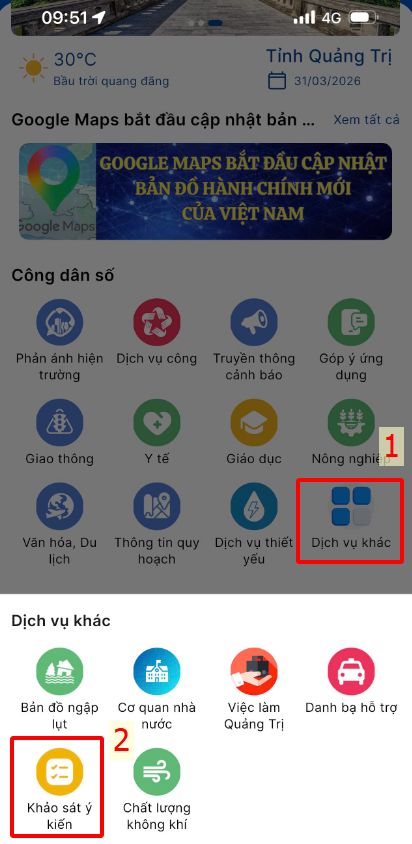 09:51
4G
30°C
Tỉnh Quảng Trị
Bầu trời quang đãng
31/03/2026
Google Maps bắt đầu cập nhật bản ...
Xem tất cả
GOOGLE MAPS BẮT ĐẦU CẬP NHẬT
BẢN ĐỒ HÀNH CHÍNH MỚI
CỦA VIỆT NAM
Google Maps
Công dân số
Phản ánh hiện
trường
Dịch vụ công
Truyền thông
cảnh báo
Góp ý ứng
dụng
1
Giao thông
Y tế
Giáo dục
Nông nghiệp
Văn hóa, Du
lịch
Thông tin quy
hoạch
Dịch vụ thiết
yếu
Dịch vụ khác
Dịch vụ khác
Bản đồ ngập
lụt
Cơ quan nhà
nước
Việc làm
Quảng Trị
Danh bạ hỗ trợ
2
Khảo sát ý
kiến
Chất lượng
không khí